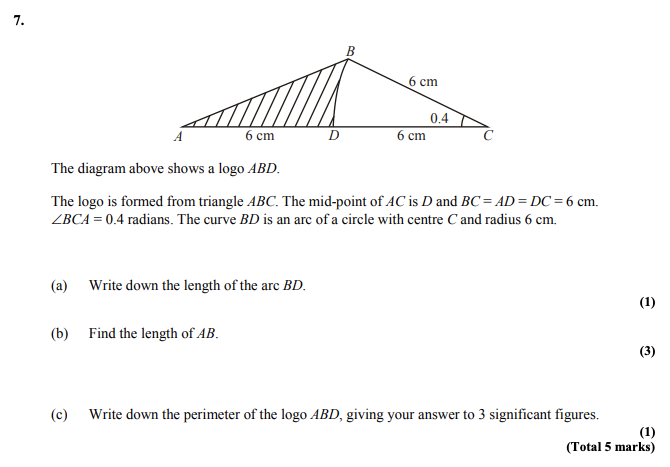 7.
B
6 cm
0.4
A 6 cm D 6 cm C
The diagram above shows a logo ABD.
The logo is formed from triangle ABC. The mid-point of AC is D and BC = AD = DC = 6 cm.
∠BCA = 0.4 radians. The curve BD is an arc of a circle with centre C and radius 6 cm.
(a) Write down the length of the arc BD.
(1)
(b) Find the length of AB.
(3)
(c) Write down the perimeter of the logo ABD, giving your answer to 3 significant figures.
(1)
(Total 5 marks)